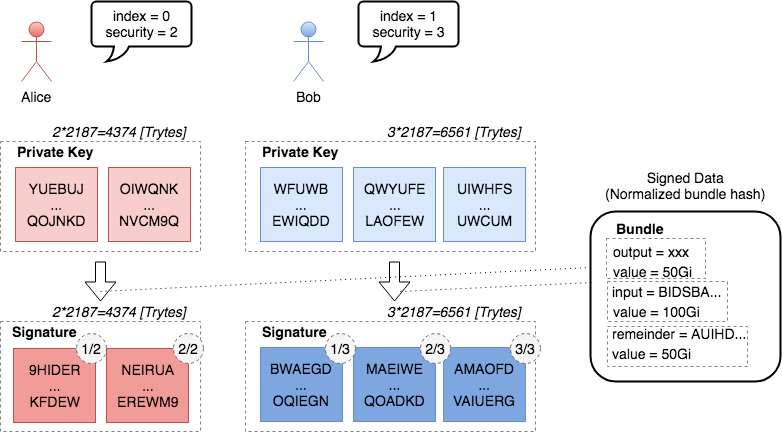 index = 0
security = 2
Alice
index = 1
security = 3
Bob
2*2187=4374 [Trytes]
Private Key
YUEBUJ
...
QOJNKD
OIWQNK
...
NVCM9Q
3*2187=6561 [Trytes]
Private Key
WFUWB
...
EWIQDD
QWYUFE
...
LAOFEW
UIWHFS
...
UWCUM
Signed Data
(Normalized bundle hash)
Bundle
output = xxx
value = 50Gi
input = BIDSBA...
value = 100Gi
remeinder = AUIHD...
value = 50Gi
2*2187=4374 [Trytes]
Signature
1/2
9HIDER
...
KFDEW
2/2
NEIRUA
...
EREWM9
3*2187=6561 [Trytes]
Signature
1/3
BWAEGD
...
OQIEGN
2/3
MAEIWE
...
QOADKD
3/3
AMAOFD
...
VAIUERG